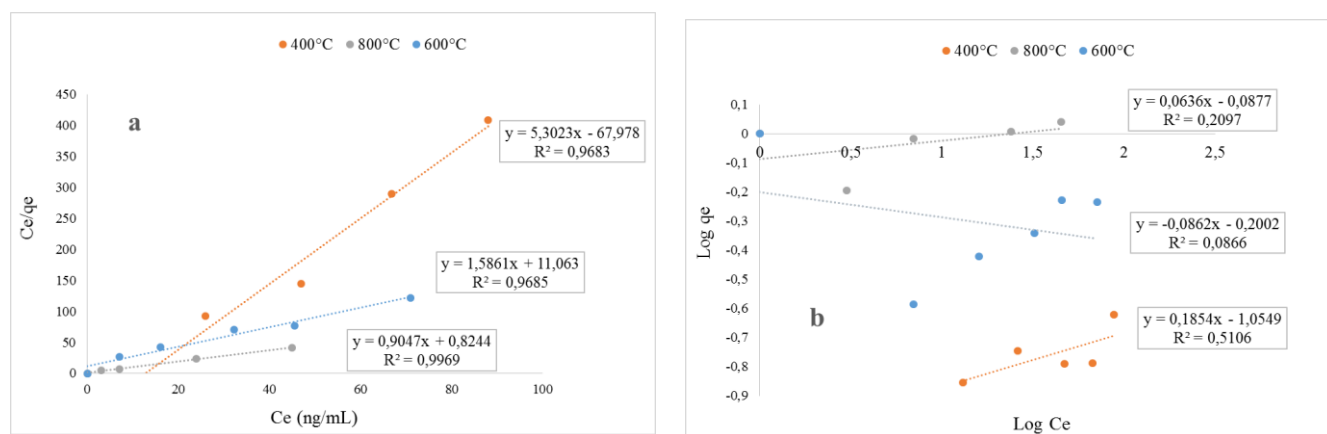 400°C 800°C 600°C
a
450
400
350
300
250
200
150
100
50
0
0 20 40 60 80 100
Ce/qe
Ce (ng/mL)
y = 5,3023x - 67,978
R² = 0,9683
y = 1,5861x + 11,063
R² = 0,9685
y = 0,9047x + 0,8244
R² = 0,9969
400°C 800°C 600°C
b
0,1
0
-0,1
-0,2
-0,3
-0,4
-0,5
-0,6
-0,7
-0,8
-0,9
0 0,5 1 1,5 2 2,5
Log qe
Log Ce
y = 0,0636x - 0,0877
R² = 0,2097
y = -0,0862x - 0,2002
R² = 0,0866
y = 0,1854x - 1,0549
R² = 0,5106